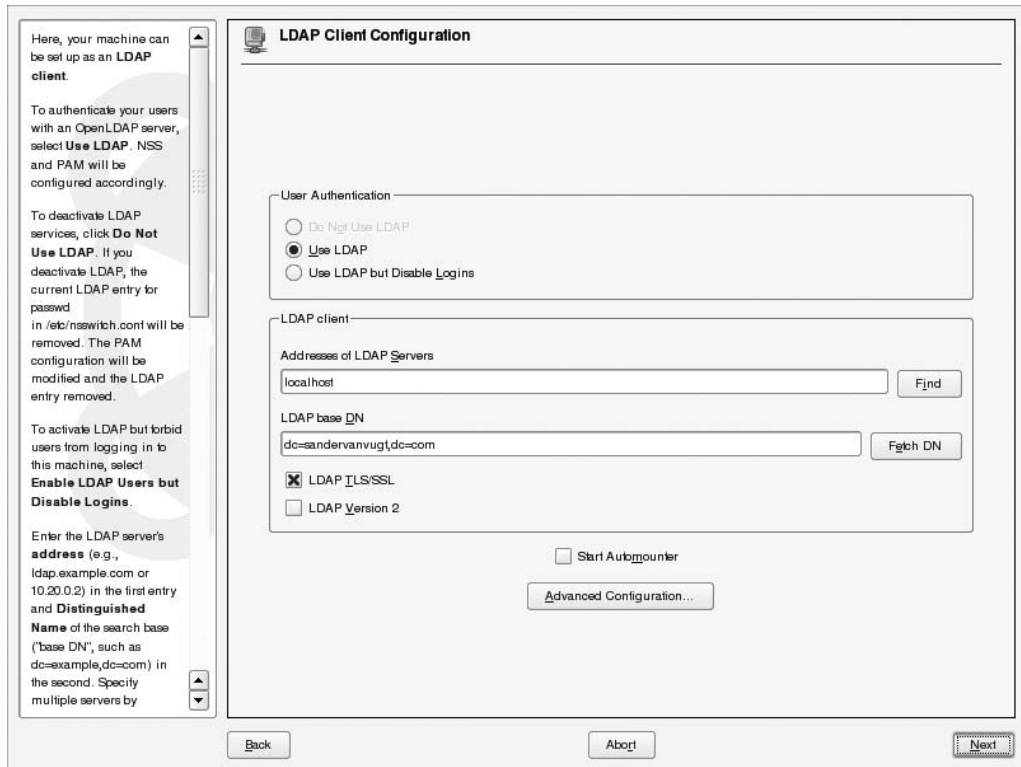 Here, your machine can
be set up as an LDAP
client.
To authenticate your users
with an OpenLDAP server,
select Use LDAP. NSS
and PAM will be
configured accordingly.
To deactivate LDAP
services, click Do Not
Use LDAP. If you
deactivate LDAP, the
current LDAP entry for
passwd
in /etc/nsswitch.conf will be
removed. The PAM
configuration will be
modified and the LDAP
entry removed.
To activate LDAP but forbid
users from logging in to
this machine, select
Enable LDAP Users but
Disable Logins.
Enter the LDAP server's
address (e.g.,
ldap.example.com or
10.20.0.2) in the first entry
and Distinguished
Name of the search base
("base DN", such as
dc=example,dc=com) in
the second. Specify
multiple servers by
LDAP Client Configuration
User Authentication
Do Not Use LDAP
Use LDAP
Use LDAP but Disable Logins
LDAP client
Addresses of LDAP Servers
localhost
Find
LDAP base DN
dc=sandervanvugt,dc=com
Fetch DN
LDAP TLS/SSL
LDAP Version 2
Start Automounter
Advanced Configuration...
Back
Abort
Next